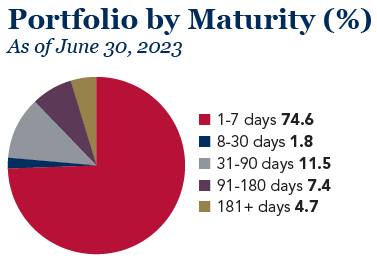 Portfolio by Maturity (%)
As of June 30, 2023
1-7 days 74.6
8-30 days 1.8
31-90 days 11.5
91-180 days 7.4
181+ days 4.7